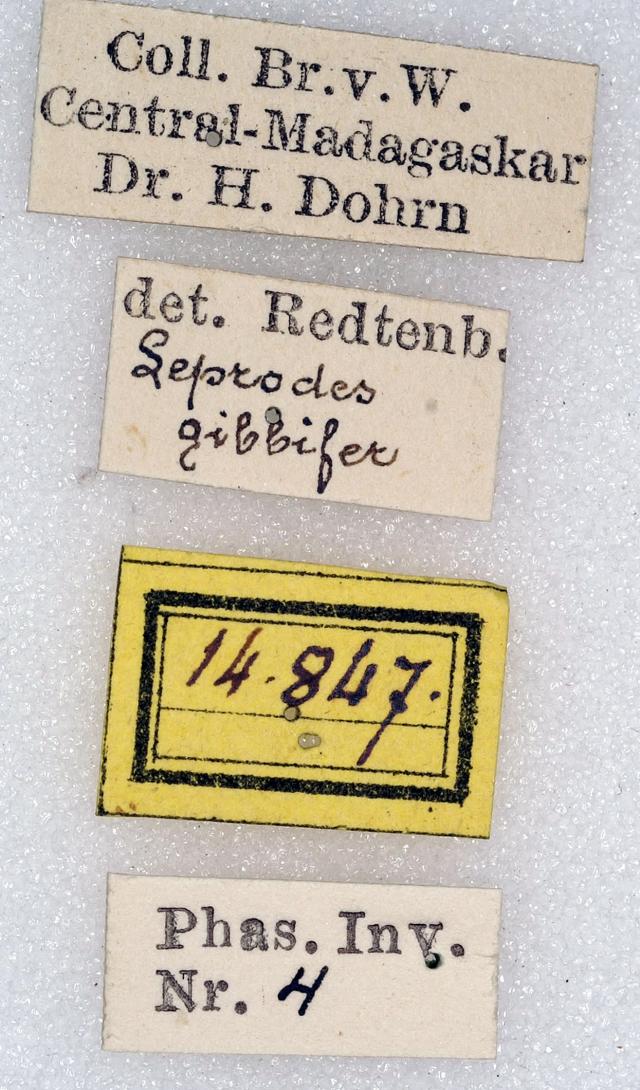 Coll. Br. v. W.
Central-Madagaskar
Dr. H. Dohrn
det. Redtenb.
Leprodes
gibbifer
14.847.
Phas. Inv.
Nr. 4